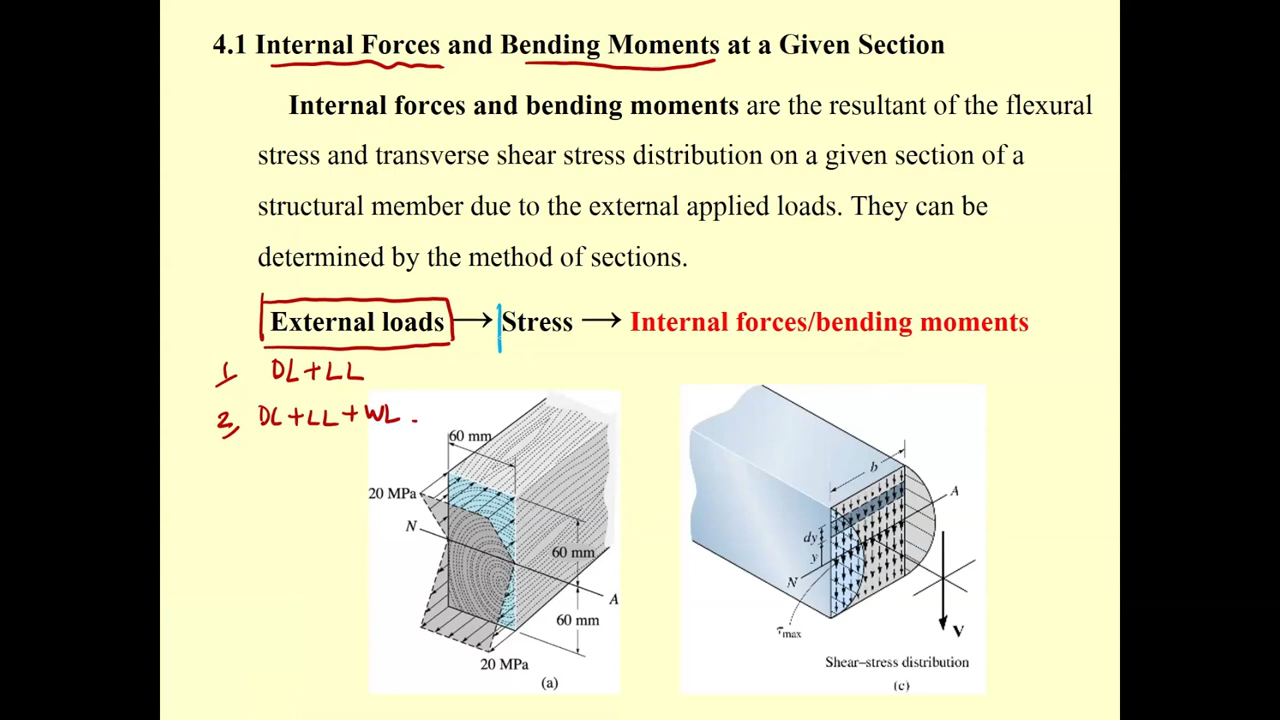 4.1 Internal Forces and Bending Moments at a Given Section
Internal forces and bending moments are the resultant of the flexural
stress and transverse shear stress distribution on a given section of a
structural member due to the external applied loads. They can be
determined by the method of sections.
External loads → Stress → Internal forces/bending moments
1, DL+LL
2, DL+LL+WL.
60 mm
20 MPa
N
60 mm
A
60 mm
20 MPa
(a)
b
A
dy
y
N
τmax
V
Shear–stress distribution
(c)